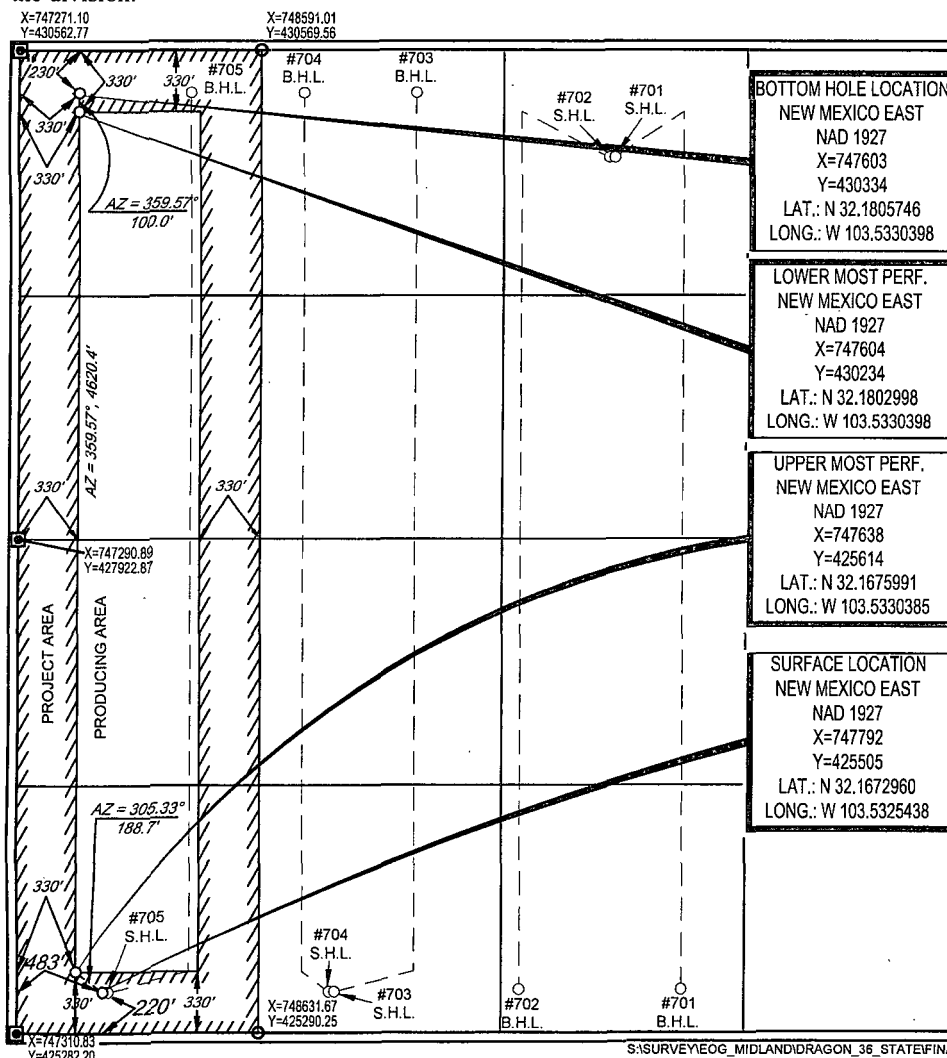 X=747271.10
Y=430562.77
X=748591.01
Y=430569.56
230'
330'
330'
#705
B.H.L.
#704
B.H.L.
#703
B.H.L.
#702
S.H.L.
#701
S.H.L.
330'
330'
AZ = 359.57°
100.0'
BOTTOM HOLE LOCATION
NEW MEXICO EAST
NAD 1927
X=747603
Y=430334
LAT.: N 32.1805746
LONG.: W 103.5330398
LOWER MOST PERF.
NEW MEXICO EAST
NAD 1927
X=747604
Y=430234
LAT.: N 32.1802998
LONG.: W 103.5330398
AZ = 359.57°, 4620.4'
330'
330'
X=747290.89
Y=427922.87
UPPER MOST PERF.
NEW MEXICO EAST
NAD 1927
X=747638
Y=425614
LAT.: N 32.1675991
LONG.: W 103.5330385
PROJECT AREA
PRODUCING AREA
SURFACE LOCATION
NEW MEXICO EAST
NAD 1927
X=747792
Y=425505
LAT.: N 32.1672960
LONG.: W 103.5325438
AZ = 305.33°
188.7'
330'
#705
S.H.L.
483'
330'
220'
330'
#704
S.H.L.
#703
S.H.L.
#702
B.H.L.
#701
B.H.L.
X=748631.67
Y=425290.25
X=747310.83
Y=425282.20
S:\SURVEY\EOG_MIDLAND\DRAGON_36_STATE\FIN